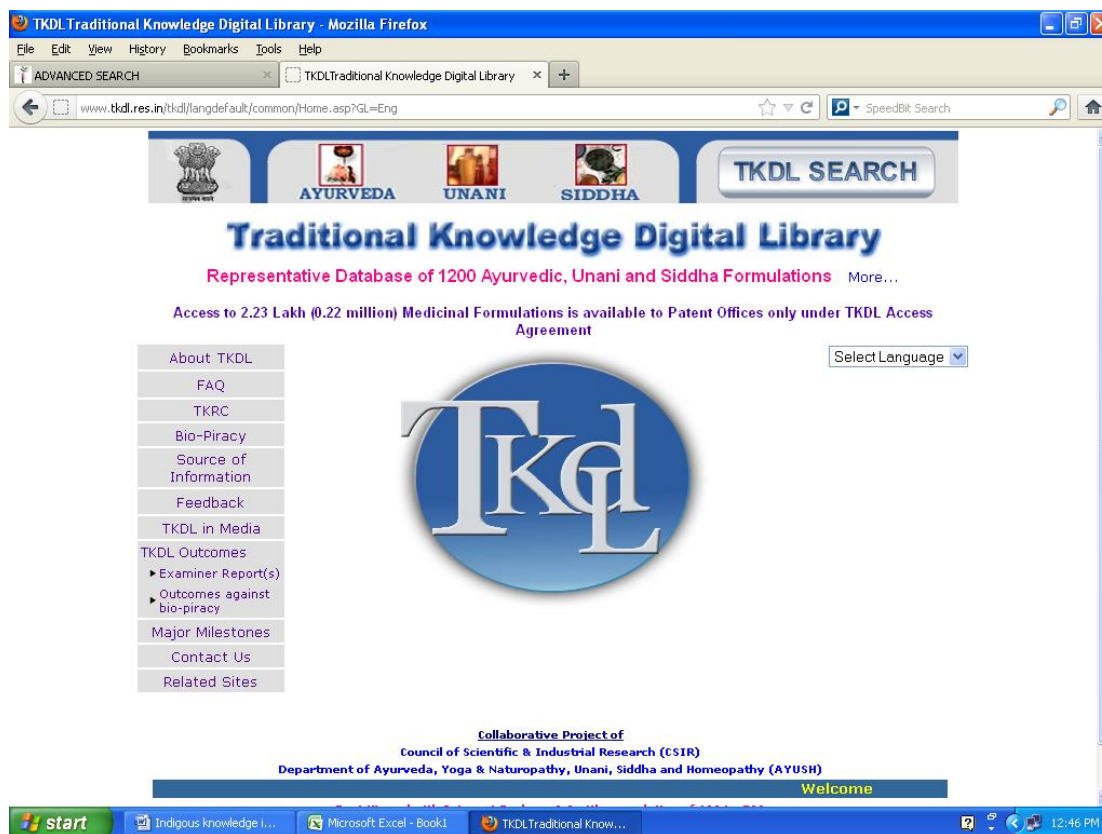 TKDLTraditional Knowledge Digital Library - Mozilla Firefox
File Edit View History Bookmarks Tools Help
ADVANCED SEARCH
TKDLTraditional Knowledge Digital Library
www.tkdl.res.in/tkdl/langdefault/common/Home.asp?GL=Eng
SpeedBit Search
AYURVEDA UNANI SIDDHA
TKDL SEARCH
Traditional Knowledge Digital Library
Representative Database of 1200 Ayurvedic, Unani and Siddha Formulations More...
Access to 2.23 Lakh (0.22 million) Medicinal Formulations is available to Patent Offices only under TKDL Access
Agreement
Select Language
About TKDL
FAQ
TKRC
Bio-Piracy
Source of
Information
Feedback
TKDL in Media
TKDL Outcomes
Examiner Report(s)
Outcomes against
bio-piracy
Major Milestones
Contact Us
Related Sites
TKdL
Collaborative Project of
Council of Scientific & Industrial Research (CSIR)
Department of Ayurveda, Yoga & Naturopathy, Unani, Siddha and Homeopathy (AYUSH)
Welcome
start
Indigous knowledge i...
Microsoft Excel - Book1
TKDLTraditional Know...
12:46 PM